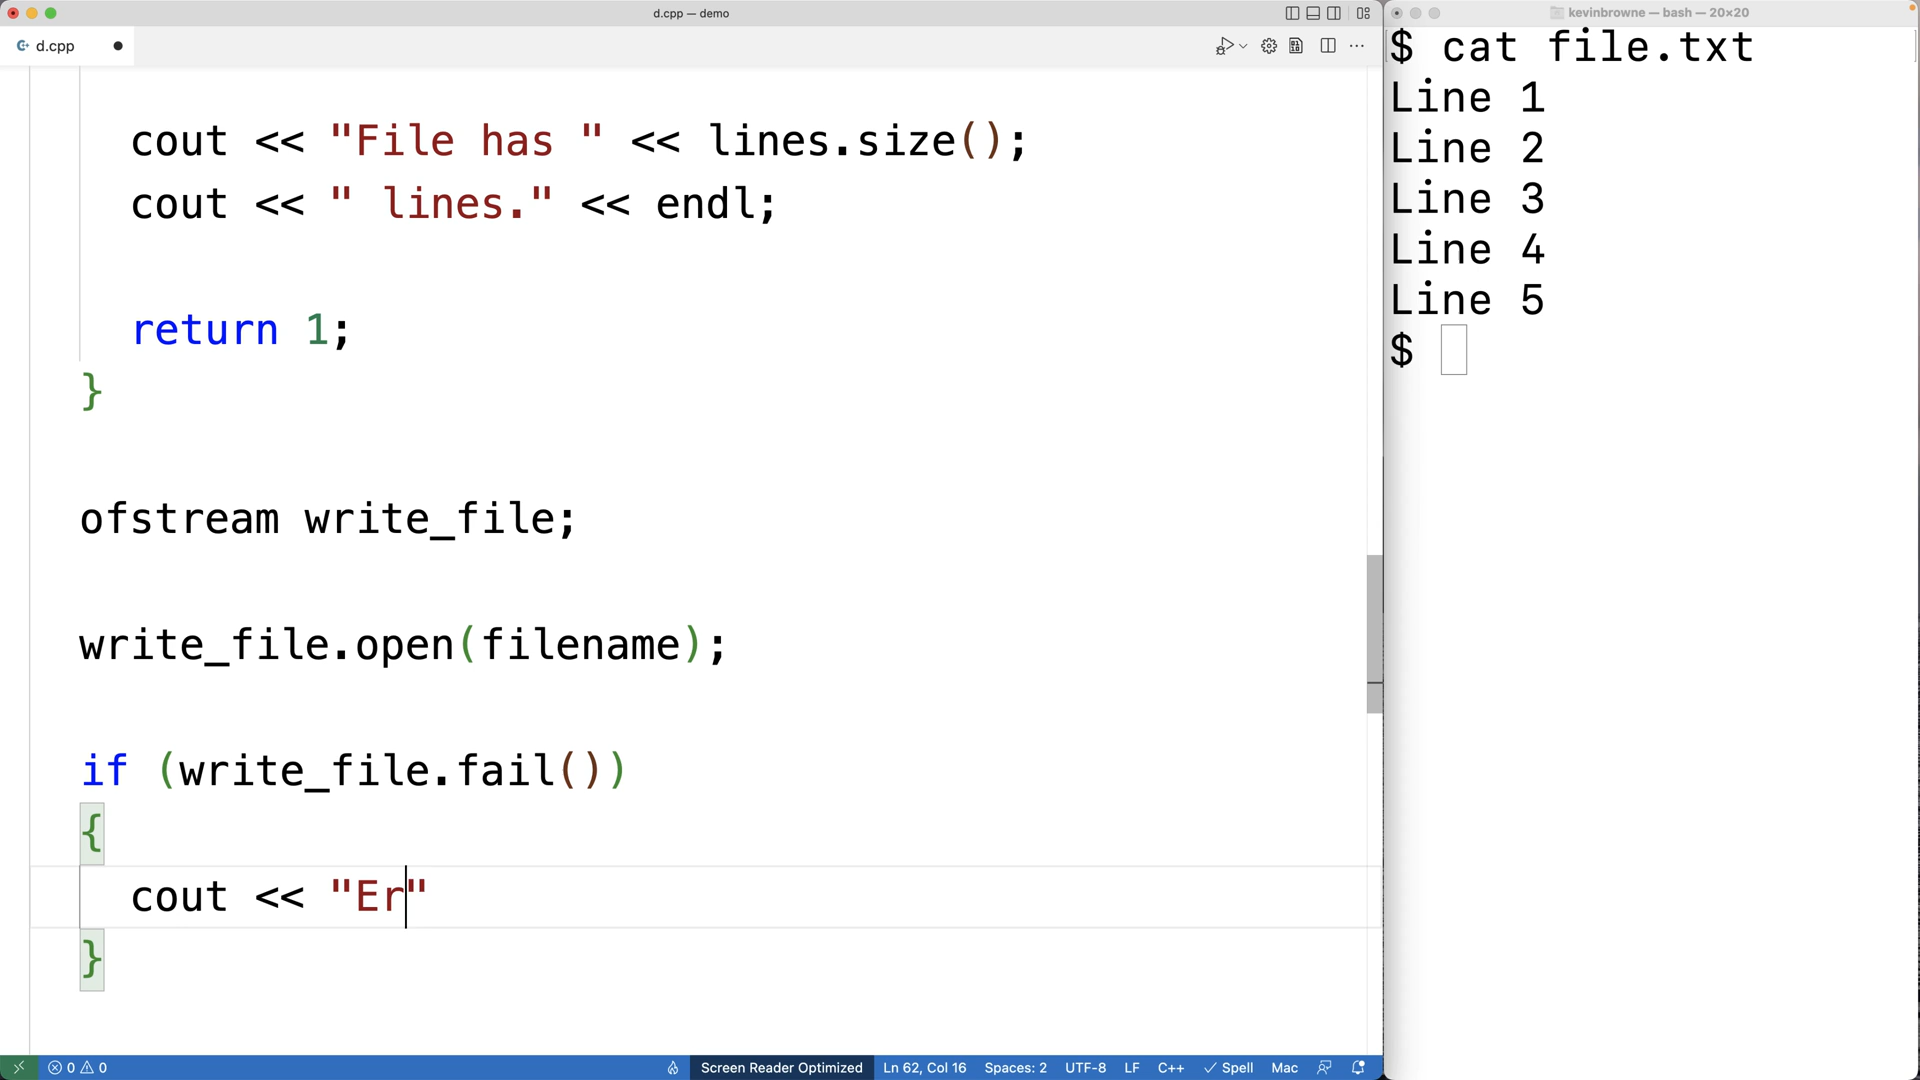 d.cpp — demo
d.cpp
cout << "File has " << lines.size();
cout << " lines." << endl;
return 1;
}
ofstream write_file;
write_file.open(filename);
if (write_file.fail())
{
cout << "Er"
}
0 0 Screen Reader Optimized Ln 62, Col 16 Spaces: 2 UTF-8 LF C++ Spell Mac
kevinbrowne — bash — 20×20
$ cat file.txt
Line 1
Line 2
Line 3
Line 4
Line 5
$